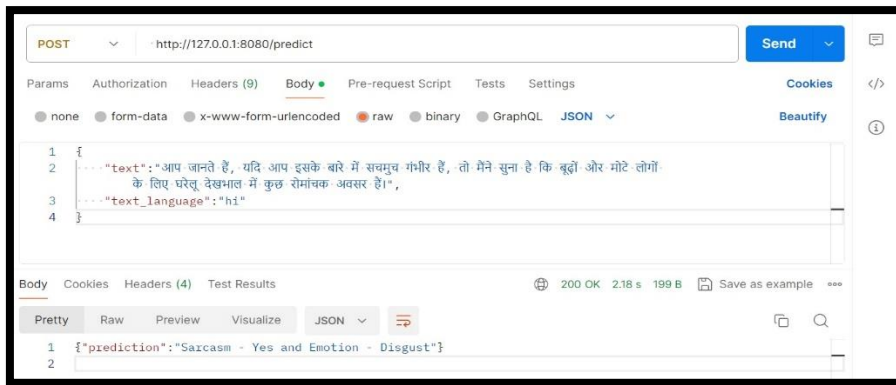 POST http://127.0.0.1:8080/predict Send
Params Authorization Headers (9) Body Pre-request Script Tests Settings Cookies
none form-data x-www-form-urlencoded raw binary GraphQL JSON Beautify
1 {
2 "text":"आप जानते हैं, यदि आप इसके बारे में सचमुच गंभीर हैं, तो मैंने सुना है कि बूढ़ों और मोटे लोगों
के लिए घरेलू देखभाल में कुछ रोमांचक अवसर हैं।",
3 "text_language":"hi"
4 }
Body Cookies Headers (4) Test Results 200 OK 2.18 s 199 B Save as example
Pretty Raw Preview Visualize JSON
1 {"prediction":"Sarcasm - Yes and Emotion - Disgust"}
2